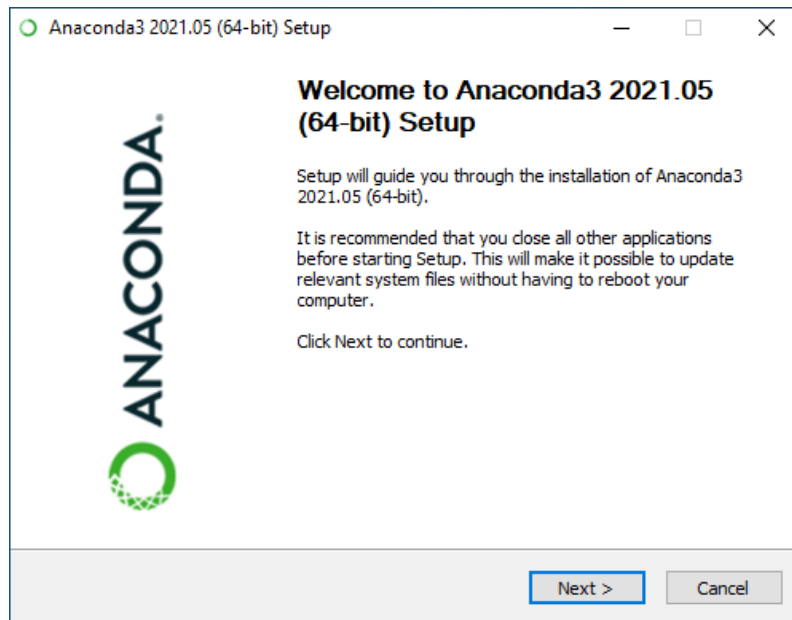 Anaconda3 2021.05 (64-bit) Setup
Welcome to Anaconda3 2021.05
(64-bit) Setup
Setup will guide you through the installation of Anaconda3
2021.05 (64-bit).
It is recommended that you close all other applications
before starting Setup. This will make it possible to update
relevant system files without having to reboot your
computer.
Click Next to continue.
ANACONDA.
Next >
Cancel